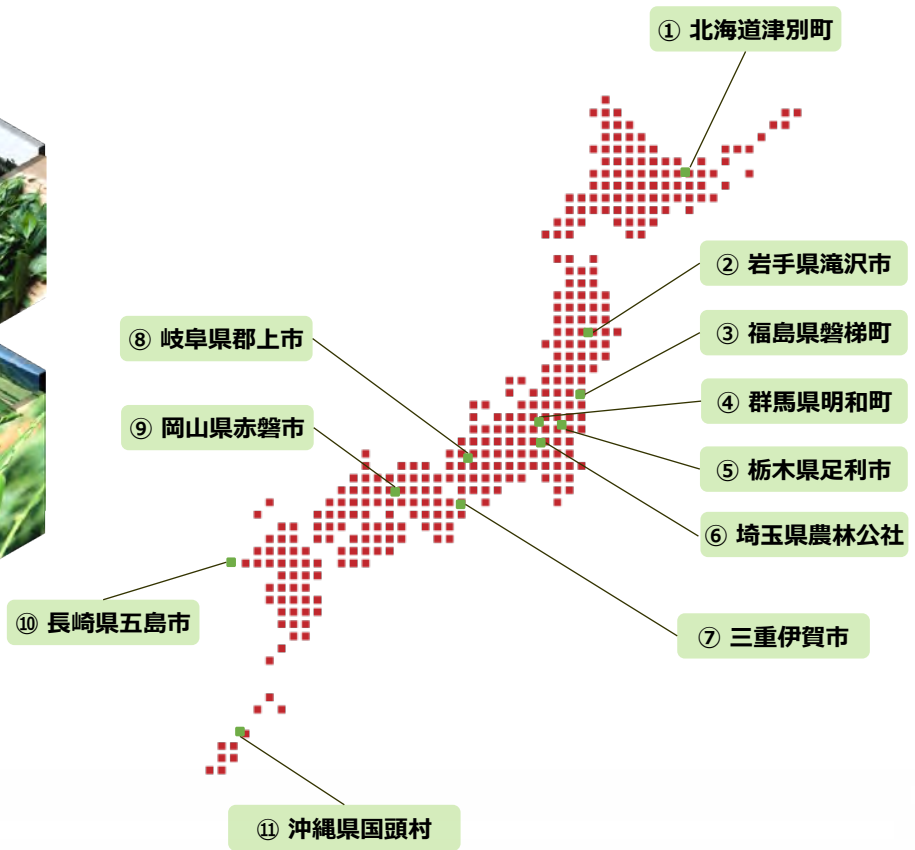 ① 北海道津別町
② 岩手県滝沢市
③ 福島県磐梯町
④ 群馬県明和町
⑤ 栃木県足利市
⑥ 埼玉県農林公社
⑦ 三重伊賀市
⑧ 岐阜県郡上市
⑨ 岡山県赤磐市
⑩ 長崎県五島市
⑪ 沖縄県国頭村